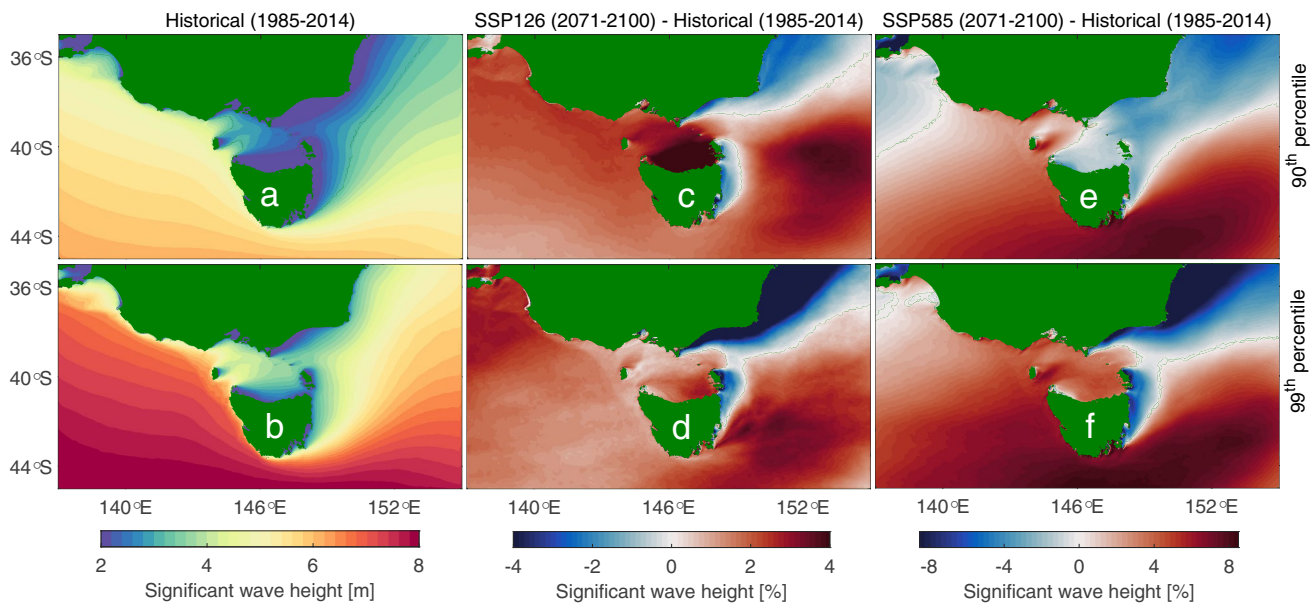 Historical (1985-2014)
SSP126 (2071-2100) - Historical (1985-2014)
SSP585 (2071-2100) - Historical (1985-2014)
36°S
40°S
44°S
a
c
e
90th percentile
36°S
40°S
44°S
b
d
f
99th percentile
140°E 146°E 152°E
140°E 146°E 152°E
140°E 146°E 152°E
2 4 6 8
Significant wave height [m]
-4 -2 0 2 4
Significant wave height [%]
-8 -4 0 4 8
Significant wave height [%]